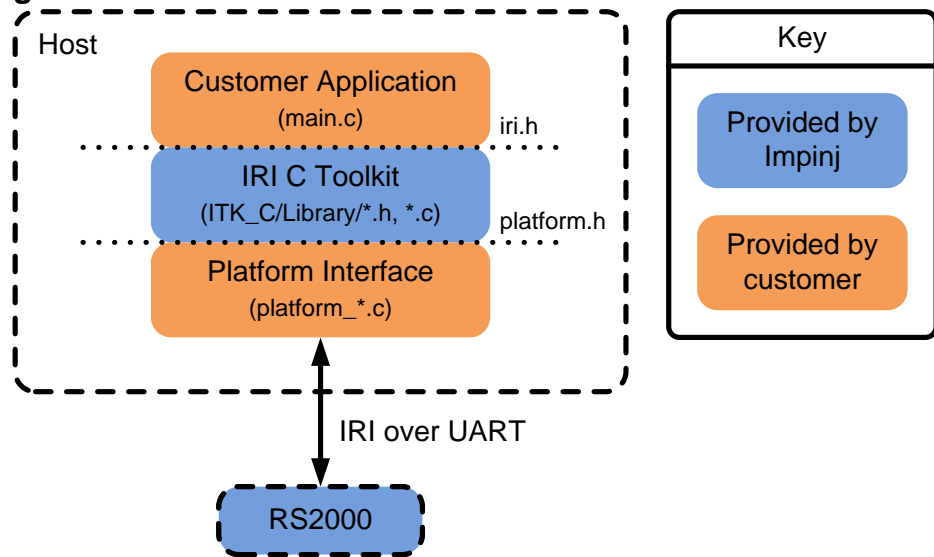 Host
Customer Application
(main.c)
iri.h
IRI C Toolkit
(ITK_C/Library/*.h, *.c)
platform.h
Platform Interface
(platform_*.c)
IRI over UART
RS2000
Key
Provided by
Impinj
Provided by
customer